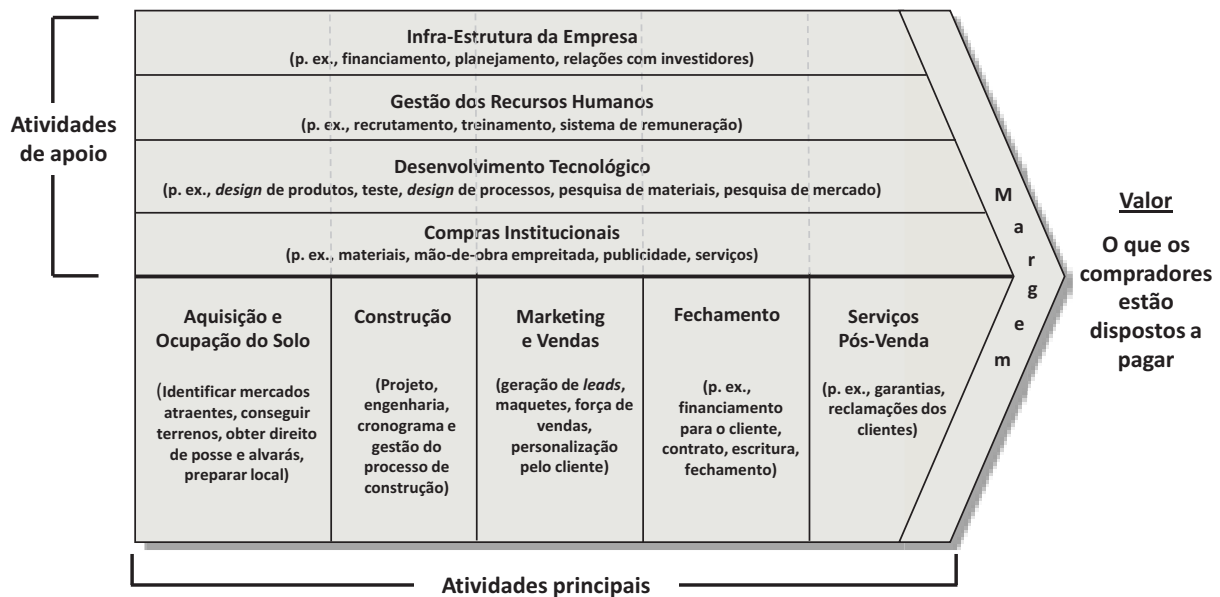 Atividades
de apoio
Infra-Estrutura da Empresa
(p. ex., financiamento, planejamento, relações com investidores)
Gestão dos Recursos Humanos
(p. ex., recrutamento, treinamento, sistema de remuneração)
Desenvolvimento Tecnológico
(p. ex., design de produtos, teste, design de processos, pesquisa de materiais, pesquisa de mercado)
Compras Institucionais
(p. ex., materiais, mão-de-obra empreitada, publicidade, serviços)
Aquisição e
Ocupação do Solo
(Identificar mercados
atraentes, conseguir
terrenos, obter direito
de posse e alvarás,
preparar local)
Construção
(Projeto,
engenharia,
cronograma e
gestão do
processo de
construção)
Marketing
e Vendas
(geração de leads,
maquetes, força de
vendas,
personalização
pelo cliente)
Fechamento
(p. ex.,
financiamento
para o cliente,
contrato, escritura,
fechamento)
Serviços
Pós-Venda
(p. ex., garantias,
reclamações dos
clientes)
M
a
r
g
e
m
Valor
O que os
compradores
estão
dispostos a
pagar
Atividades principais